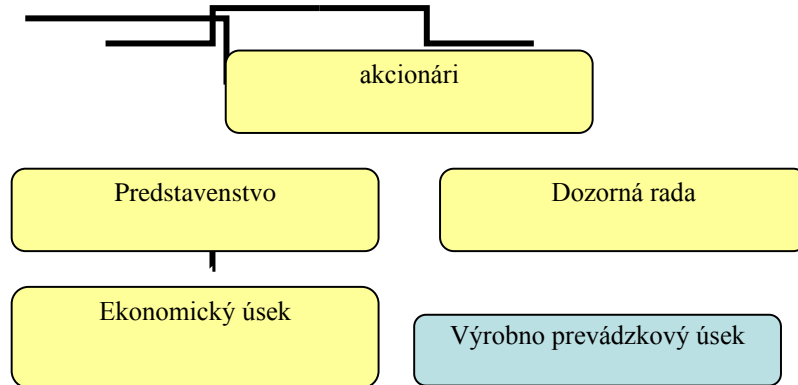 akcionári
Predstavenstvo
Dozorná rada
Ekonomický úsek
Výrobno prevádzkový úsek